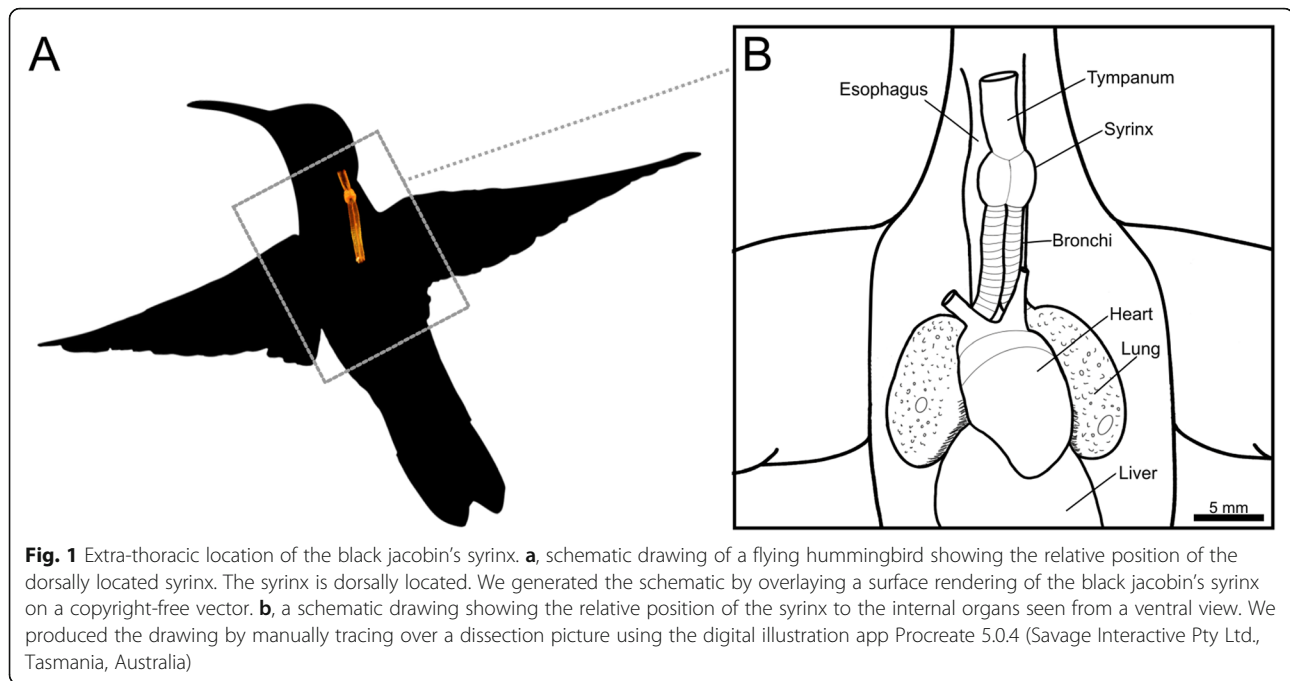 A
B
Esophagus
Tympanum
Syrinx
Bronchi
Heart
Lung
Liver
5 mm
Fig. 1 Extra-thoracic location of the black jacobin's syrinx. a, schematic drawing of a flying hummingbird showing the relative position of the
dorsally located syrinx. The syrinx is dorsally located. We generated the schematic by overlaying a surface rendering of the black jacobin's syrinx
on a copyright-free vector. b, a schematic drawing showing the relative position of the syrinx to the internal organs seen from a ventral view. We
produced the drawing by manually tracing over a dissection picture using the digital illustration app Procreate 5.0.4 (Savage Interactive Pty Ltd.,
Tasmania, Australia)